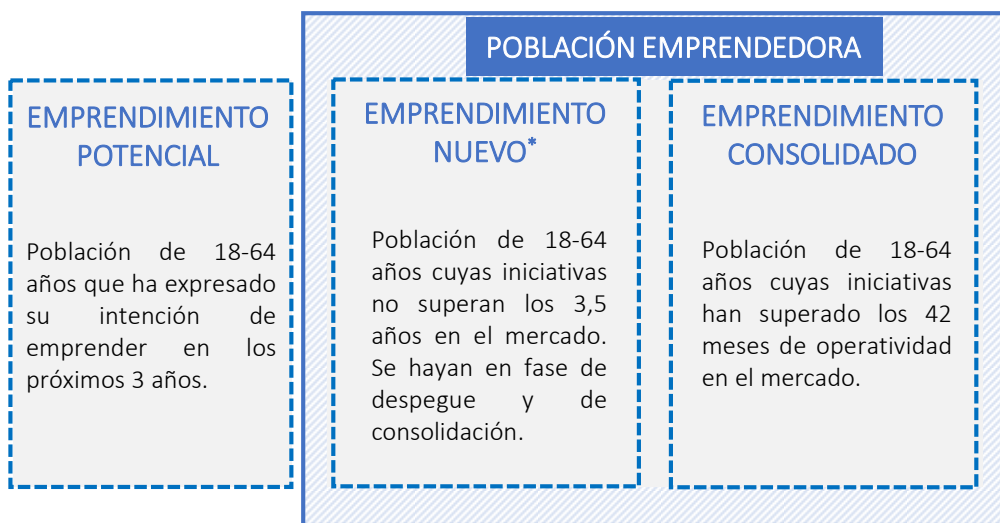 POBLACIÓN EMPRENDEDORA
EMPRENDIMIENTO
POTENCIAL
Población de 18-64
años que ha expresado
su intención de
emprender en los
próximos 3 años.
EMPRENDIMIENTO
NUEVO*
Población de 18-64
años cuyas iniciativas
no superan los 3,5
años en el mercado.
Se hayan en fase de
despegue y de
consolidación.
EMPRENDIMIENTO
CONSOLIDADO
Población de 18-64
años cuyas iniciativas
han superado los 42
meses de operatividad
en el mercado.